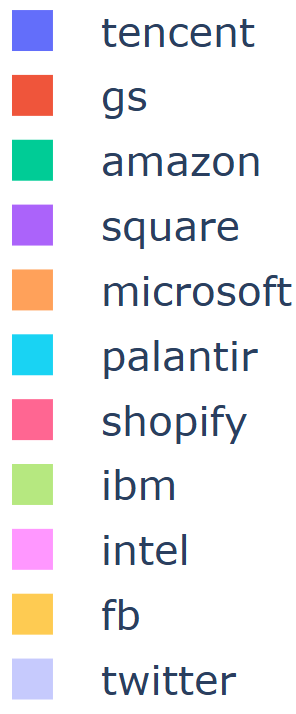 tencent
gs
amazon
square
microsoft
palantir
shopify
ibm
intel
fb
twitter